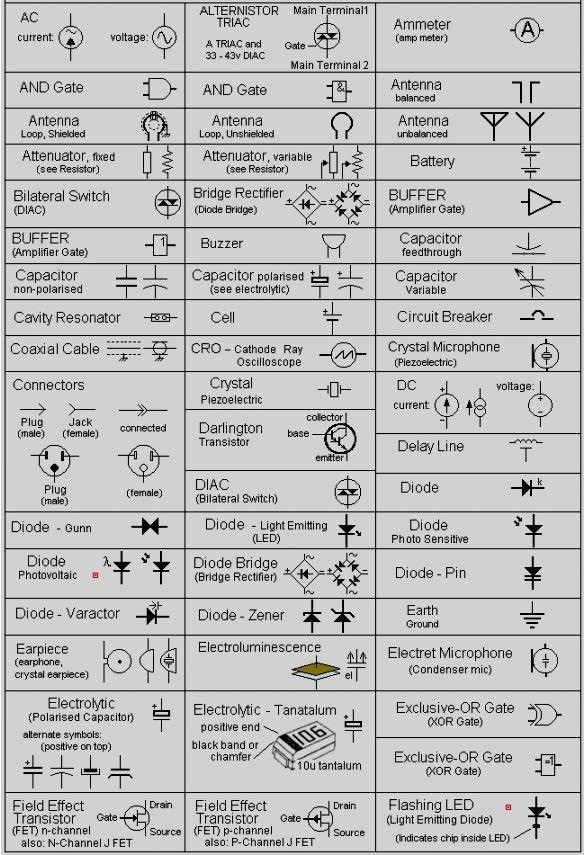 AC
current:
voltage:
ALTERNISTOR
TRIAC
A TRIAC and
33 - 43v DIAC
Main Terminal1
Gate
Main Terminal 2
Ammeter
(amp meter)
A
AND Gate
AND Gate
&
Antenna
balanced
Antenna
Loop, Shielded
Antenna
Loop, Unshielded
Antenna
unbalanced
Attenuator, fixed
(see Resistor)
Attenuator, variable
(see Resistor)
Battery
+
Bilateral Switch
(DIAC)
Bridge Rectifier
(Diode Bridge)
BUFFER
(Amplifier Gate)
BUFFER
(Amplifier Gate)
1
Buzzer
Capacitor
feedthrough
Capacitor
non-polarised
Capacitor polarised
(see electrolytic)
+
+
Capacitor
Variable
Cavity Resonator
Cell
+
Circuit Breaker
Coaxial Cable
CRO - Cathode Ray
Oscilloscope
Crystal Microphone
(Piezoelectric)
Connectors
Plug
(male)
Jack
(female)
connected
Plug
(male)
(female)
Crystal
Piezoelectric
DC
current:
+
voltage:
+
-
Darlington
Transistor
collector
base
emitter
Delay Line
DIAC
(Bilateral Switch)
Diode
k
Diode - Gunn
Diode - Light Emitting
(LED)
Diode
Photo Sensitive
Diode
Photovoltaic
λ
Diode Bridge
(Bridge Rectifier)
Diode - Pin
Diode - Varactor
Diode - Zener
Earth
Ground
Earpiece
(earphone,
crystal earpiece)
Electroluminescence
el
Electret Microphone
(Condenser mic)
Electrolytic
(Polarised Capacitor)
+
alternate symbols:
(positive on top)
+
Electrolytic - Tanatalum
positive end
black band or
chamfer
106
10u tantalum
+
Exclusive-OR Gate
(XOR Gate)
Exclusive-OR Gate
(XOR Gate)
=1
Field Effect
Transistor
(FET) n-channel
also: N-Channel J FET
Gate
Drain
Source
Field Effect
Transistor
(FET) p-channel
also: P-Channel J FET
Gate
Drain
Source
Flashing LED
(Light Emitting Diode)
(Indicates chip inside LED)